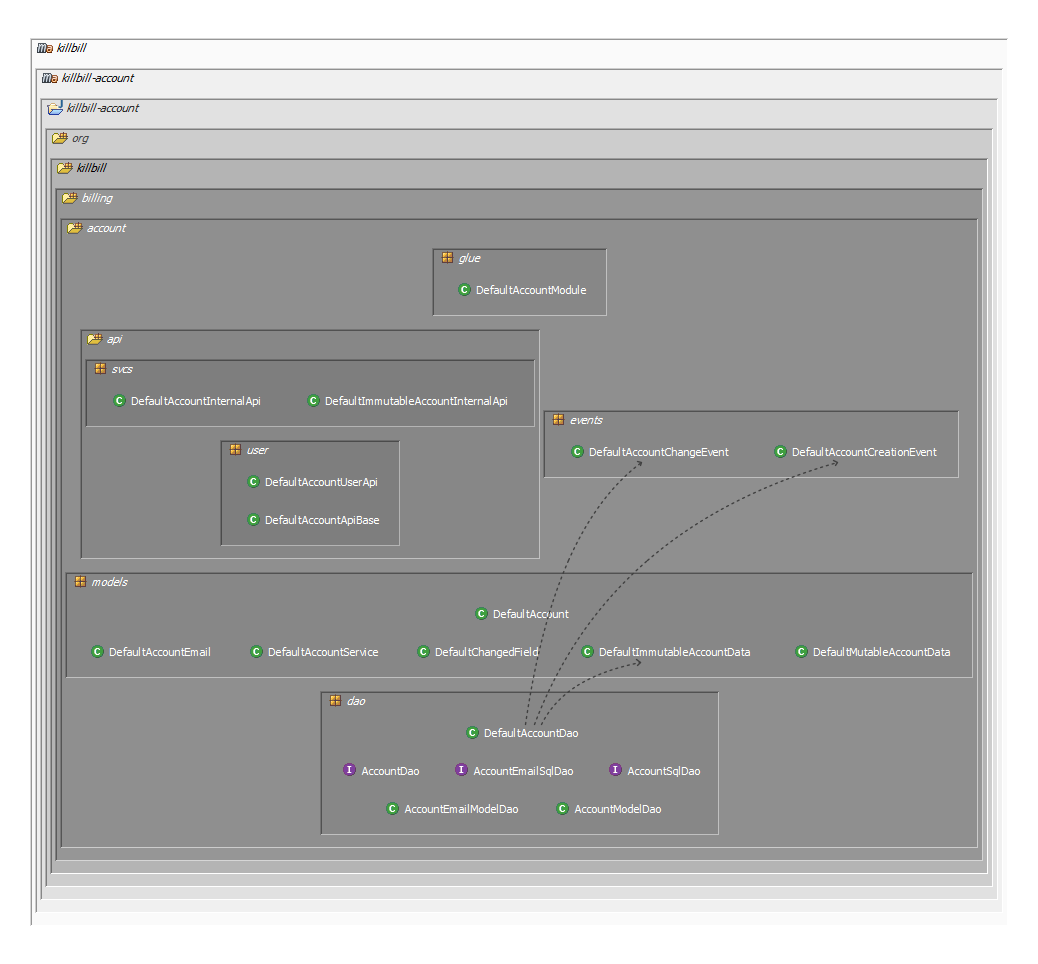 killbill
killbill-account
killbill-account
org
killbill
billing
account
glue
DefaultAccountModule
api
svcs
DefaultAccountInternalApi DefaultImmutableAccountInternalApi
events
DefaultAccountChangeEvent DefaultAccountCreationEvent
user
DefaultAccountUserApi
DefaultAccountApiBase
models
DefaultAccount
DefaultAccountEmail DefaultAccountService DefaultChangedField DefaultImmutableAccountData DefaultMutableAccountData
dao
DefaultAccountDao
AccountDao AccountEmailSqlDao AccountSqlDao
AccountEmailModelDao AccountModelDao